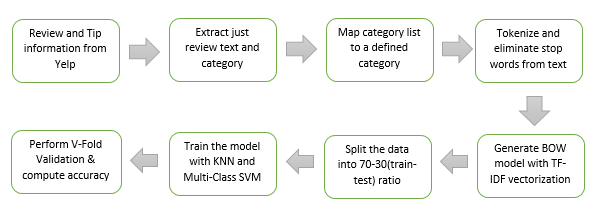 Review and Tip
information from
Yelp
Extract just
review text and
category
Map category list
to a defined
category
Tokenize and
eliminate stop
words from text
Generate BOW
model with TF-
IDF vectorization
Split the data
into 70-30(train-
test) ratio
Train the model
with KNN and
Multi-Class SVM
Perform V-Fold
Validation &
compute accuracy